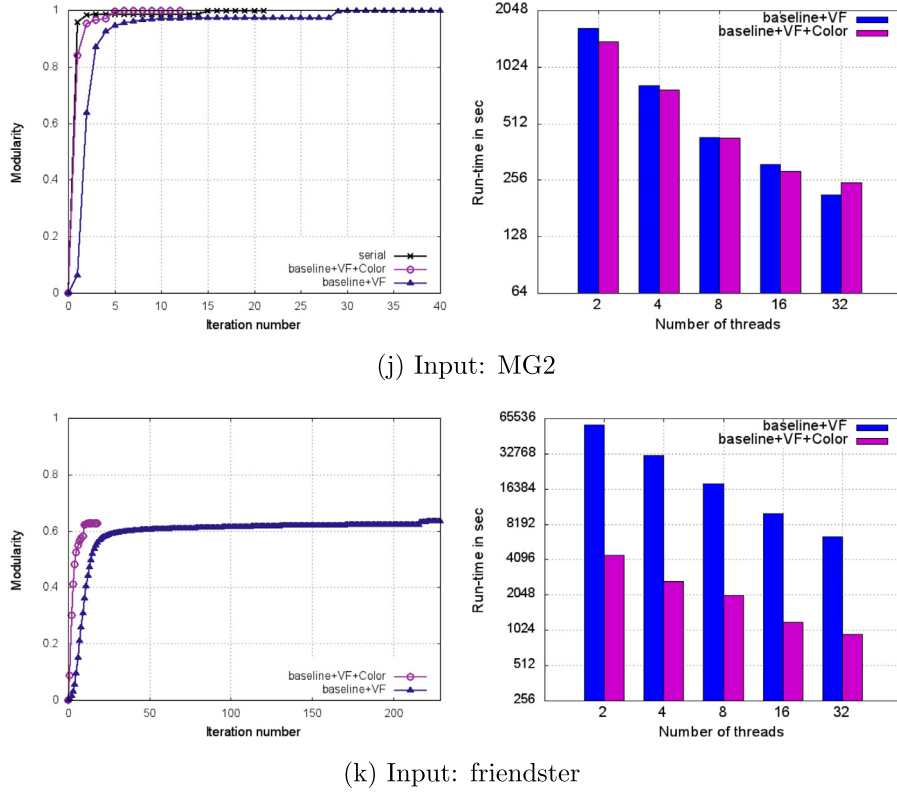 1
0.8
0.6
0.4
0.2
0
Modularity
serial
baseline+VF+Color
baseline+VF
0 5 10 15 20 25 30 35 40
Iteration number
2048
1024
512
256
128
64
Run-time in sec
baseline+VF
baseline+VF+Color
2 4 8 16 32
Number of threads
(j) Input: MG2
1
0.8
0.6
0.4
0.2
0
Modularity
baseline+VF+Color
baseline+VF
0 50 100 150 200
Iteration number
65536
32768
16384
8192
4096
2048
1024
512
256
Run-time in sec
baseline+VF
baseline+VF+Color
2 4 8 16 32
Number of threads
(k) Input: friendster